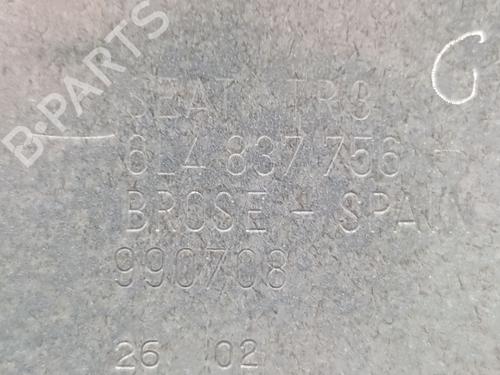 B-PARTS
SEAT TR3
6L4 837 756
BROSE - SPAIN
990708
26 02